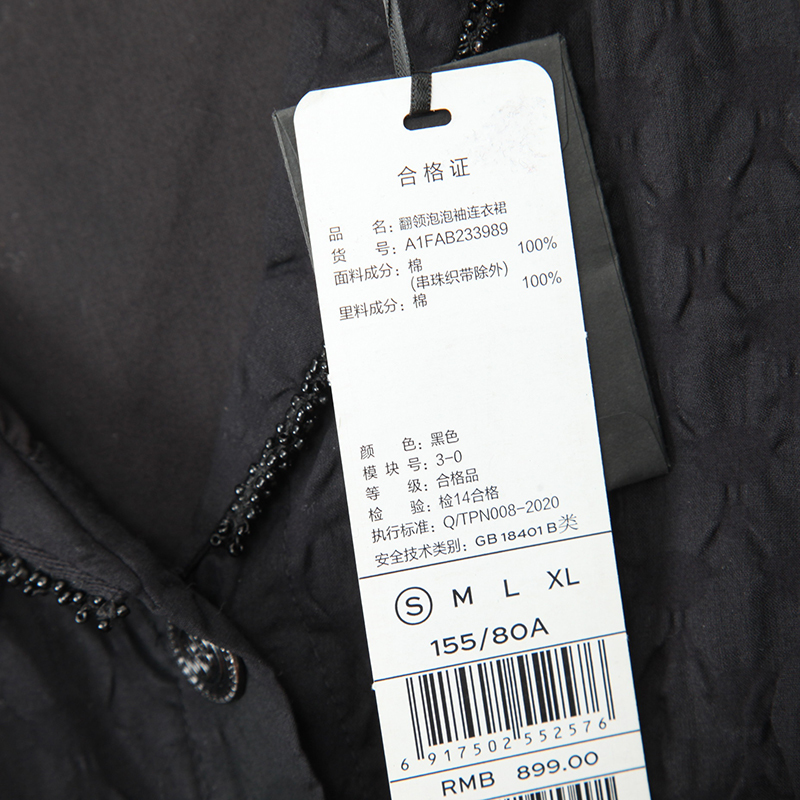 合格证
品 名：翻领泡泡袖连衣裙
货 号：A1FAB233989
面料成分：棉 100%
(串珠织带除外)
里料成分：棉 100%
颜 色：黑色
模 块 号：3-0
等 级：合格品
检 验：检14合格
执行标准：Q/TPN008-2020
安全技术类别：GB 18401 B类
S M L XL
155/80A
6 917502 552576
RMB 899.00